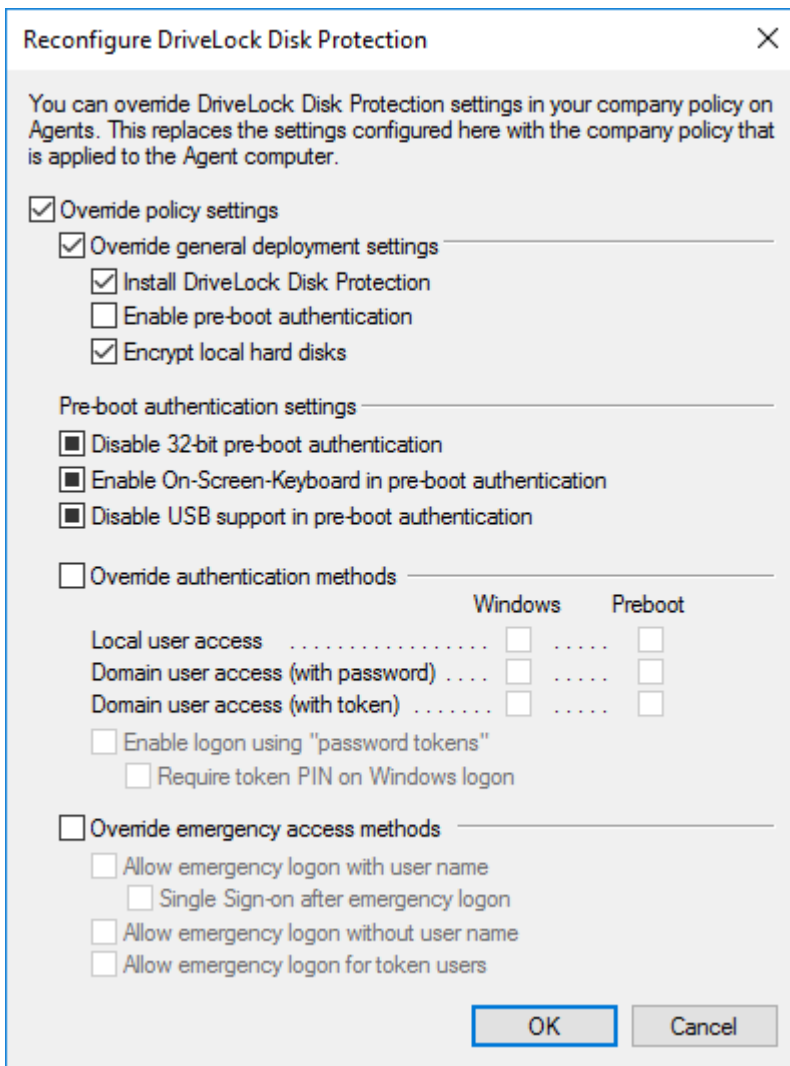 Reconfigure DriveLock Disk Protection
You can override DriveLock Disk Protection settings in your company policy on
Agents. This replaces the settings configured here with the company policy that
is applied to the Agent computer.
Override policy settings
Override general deployment settings
Install DriveLock Disk Protection
Enable pre-boot authentication
Encrypt local hard disks
Pre-boot authentication settings
Disable 32-bit pre-boot authentication
Enable On-Screen-Keyboard in pre-boot authentication
Disable USB support in pre-boot authentication
Override authentication methods
Windows Preboot
Local user access . . . . . . . . . . . . . . . . . . . . . .
Domain user access (with password) . . . . . . . . .
Domain user access (with token) . . . . . . . . . . . .
Enable logon using "password tokens"
Require token PIN on Windows logon
Override emergency access methods
Allow emergency logon with user name
Single Sign-on after emergency logon
Allow emergency logon without user name
Allow emergency logon for token users
OK Cancel